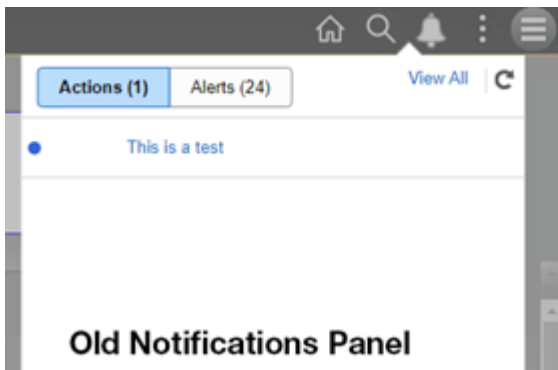 Actions (1) Alerts (24) View All
This is a test
Old Notifications Panel